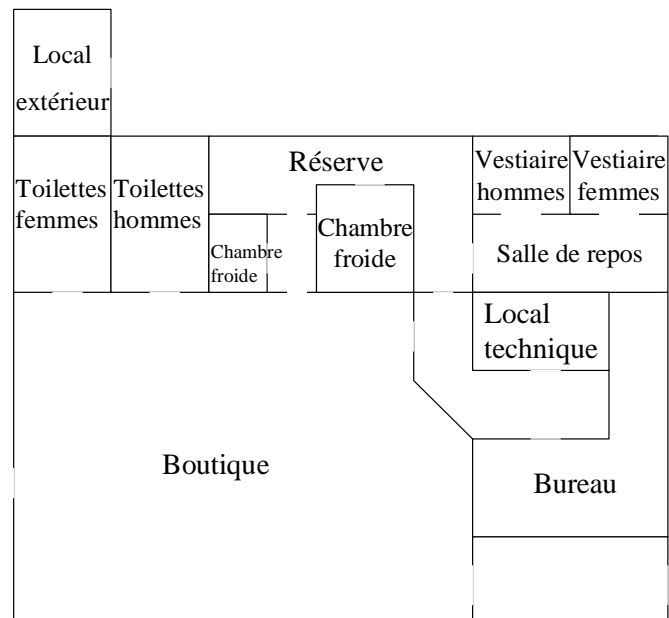 Local
extérieur
Toilettes
femmes
Toilettes
hommes
Réserve
Vestiaire
hommes
Vestiaire
femmes
Chambre
froide
Chambre
froide
Salle de repos
Local
technique
Boutique
Bureau